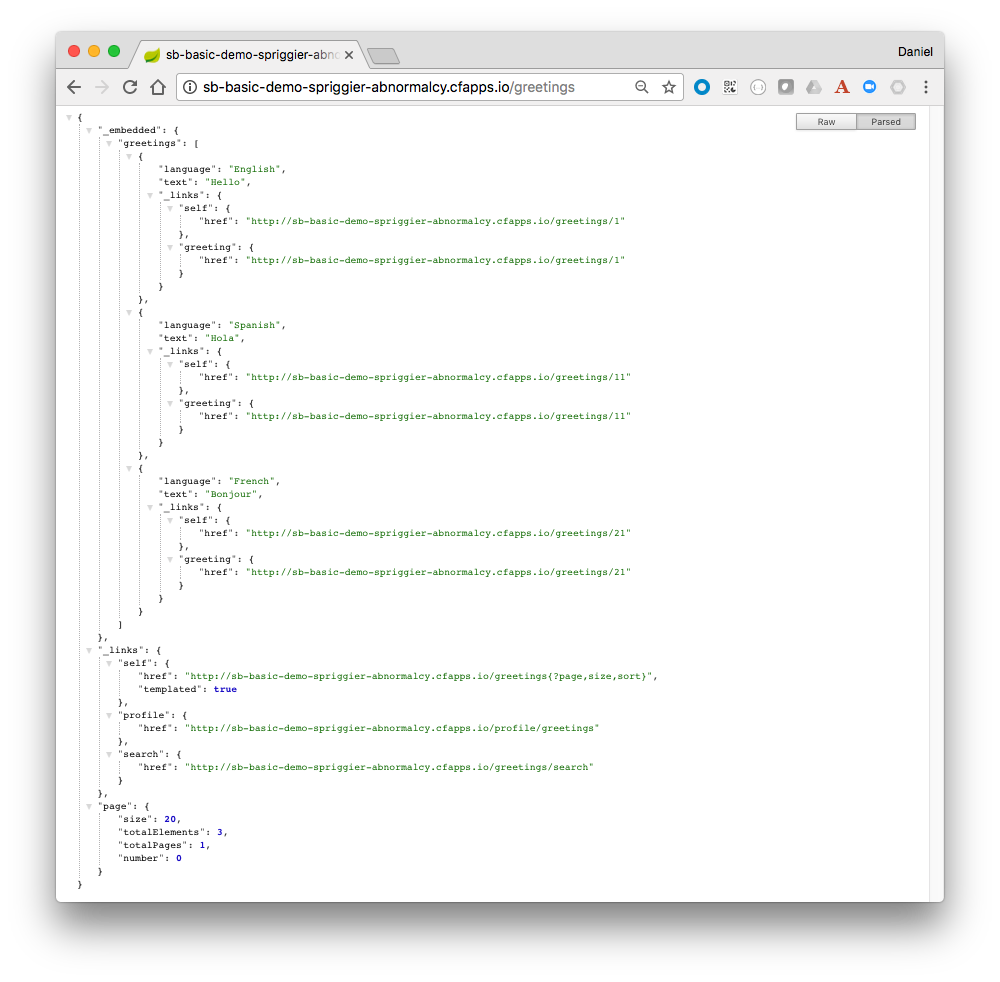 sb-basic-demo-spriggier-abno
Daniel
sb-basic-demo-spriggier-abnormalcy.cfapps.io/greetings
Raw Parsed
{
"_embedded": {
"greetings": [
{
"language": "English",
"text": "Hello",
"_links": {
"self": {
"href": "http://sb-basic-demo-spriggier-abnormalcy.cfapps.io/greetings/1"
},
"greeting": {
"href": "http://sb-basic-demo-spriggier-abnormalcy.cfapps.io/greetings/1"
}
}
},
{
"language": "Spanish",
"text": "Hola",
"_links": {
"self": {
"href": "http://sb-basic-demo-spriggier-abnormalcy.cfapps.io/greetings/11"
},
"greeting": {
"href": "http://sb-basic-demo-spriggier-abnormalcy.cfapps.io/greetings/11"
}
}
},
{
"language": "French",
"text": "Bonjour",
"_links": {
"self": {
"href": "http://sb-basic-demo-spriggier-abnormalcy.cfapps.io/greetings/21"
},
"greeting": {
"href": "http://sb-basic-demo-spriggier-abnormalcy.cfapps.io/greetings/21"
}
}
}
]
},
"_links": {
"self": {
"href": "http://sb-basic-demo-spriggier-abnormalcy.cfapps.io/greetings{?page,size,sort}",
"templated": true
},
"profile": {
"href": "http://sb-basic-demo-spriggier-abnormalcy.cfapps.io/profile/greetings"
},
"search": {
"href": "http://sb-basic-demo-spriggier-abnormalcy.cfapps.io/greetings/search"
}
},
"page": {
"size": 20,
"totalElements": 3,
"totalPages": 1,
"number": 0
}
}